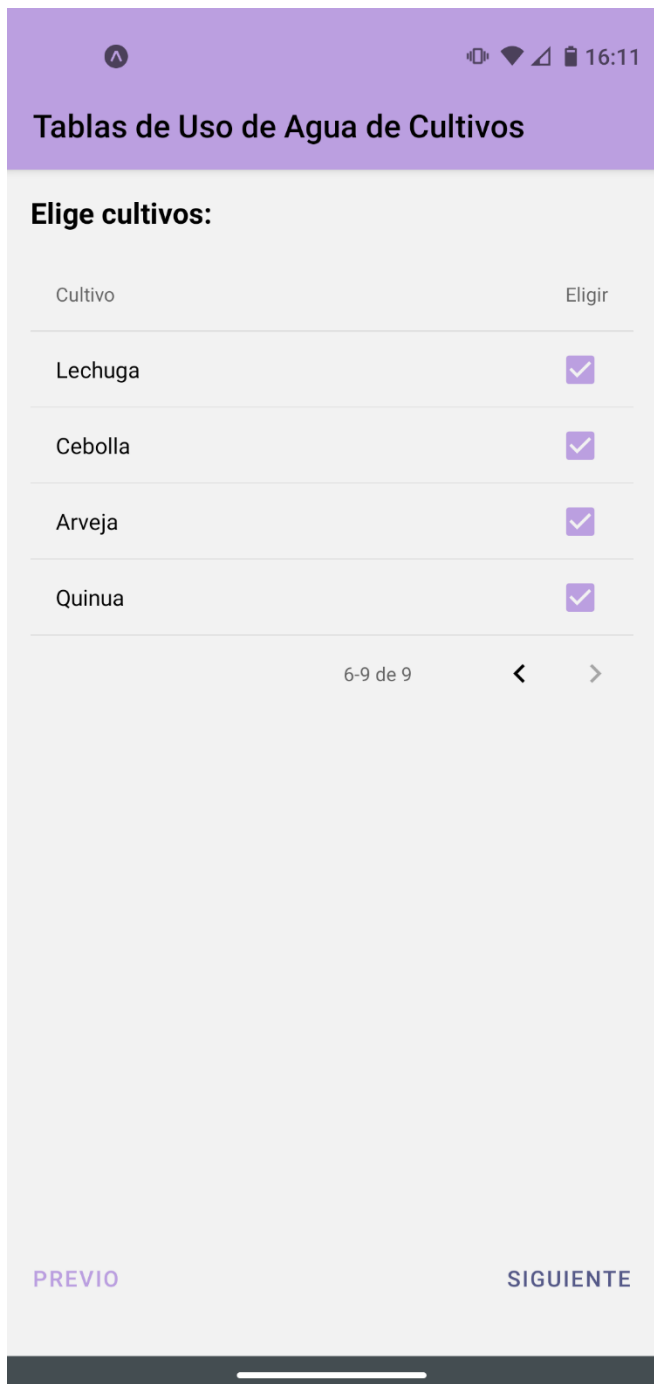 16:11
Tablas de Uso de Agua de Cultivos
Elige cultivos:
Cultivo Eligir
Lechuga
Cebolla
Arveja
Quinua
6-9 de 9
PREVIO SIGUIENTE